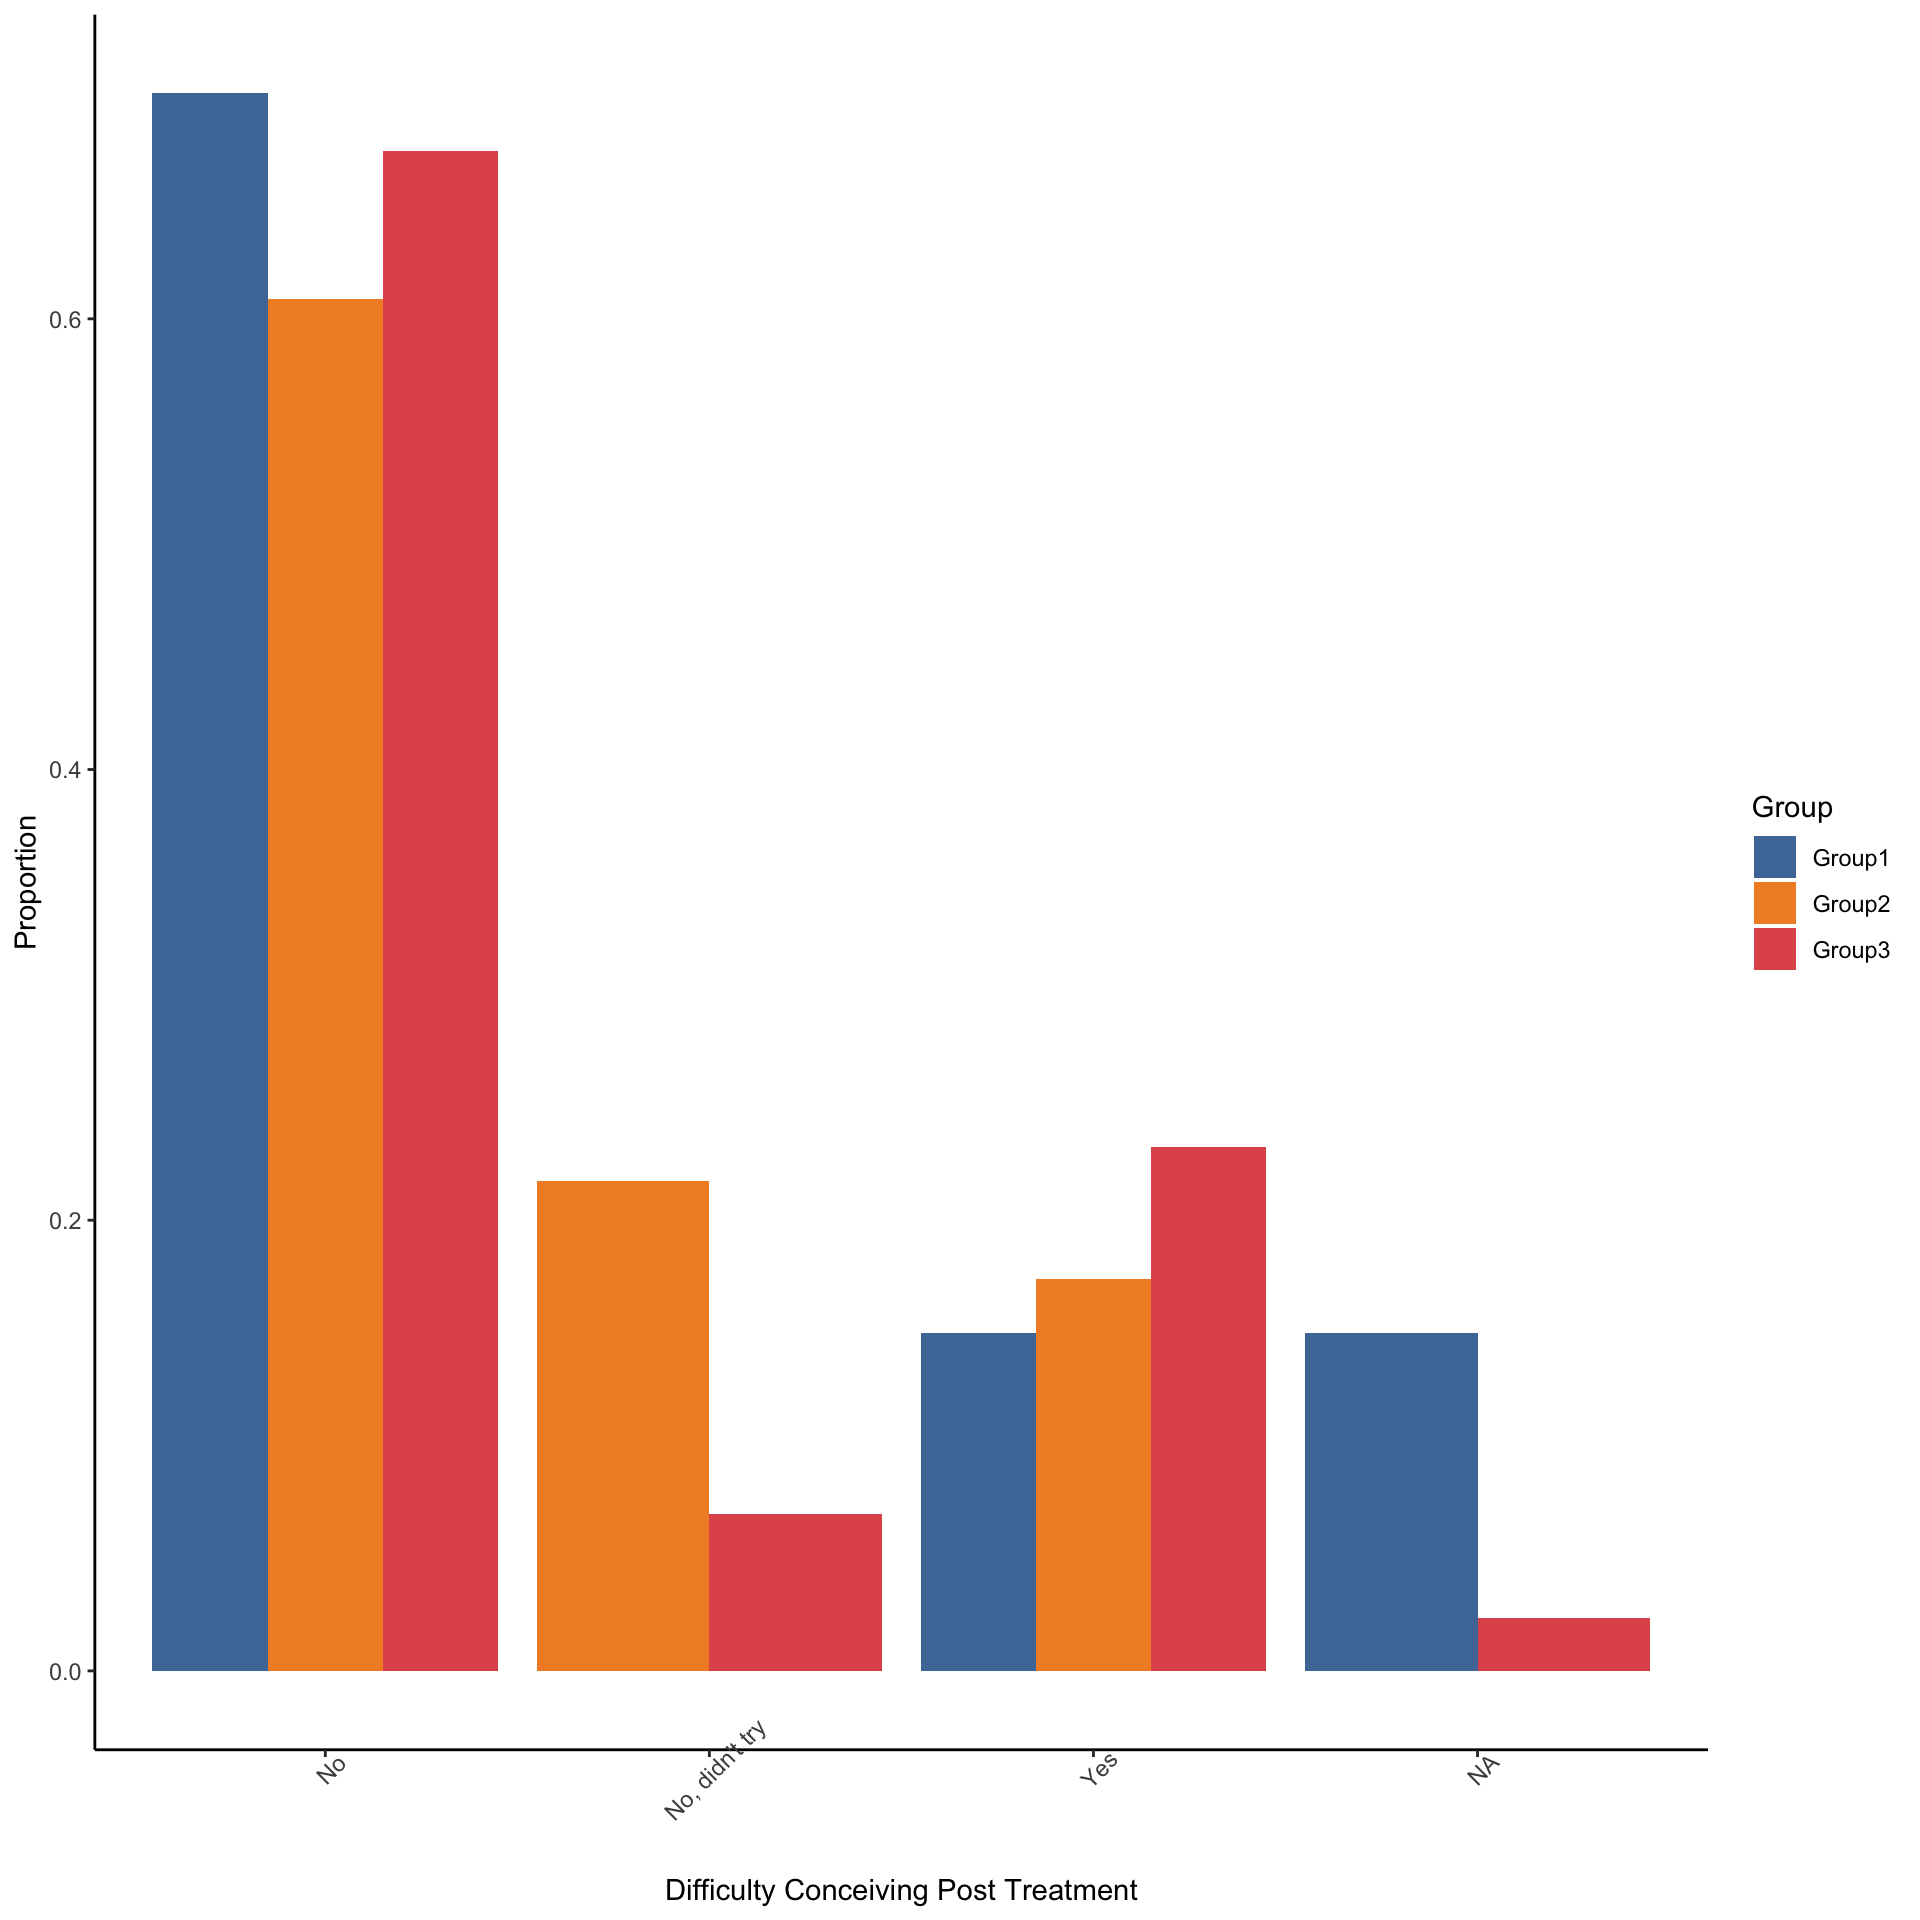 Proportion
0.6
0.4
0.2
0.0
No
No, didn't try
Yes
NA
Difficulty Conceiving Post Treatment
Group
Group1
Group2
Group3